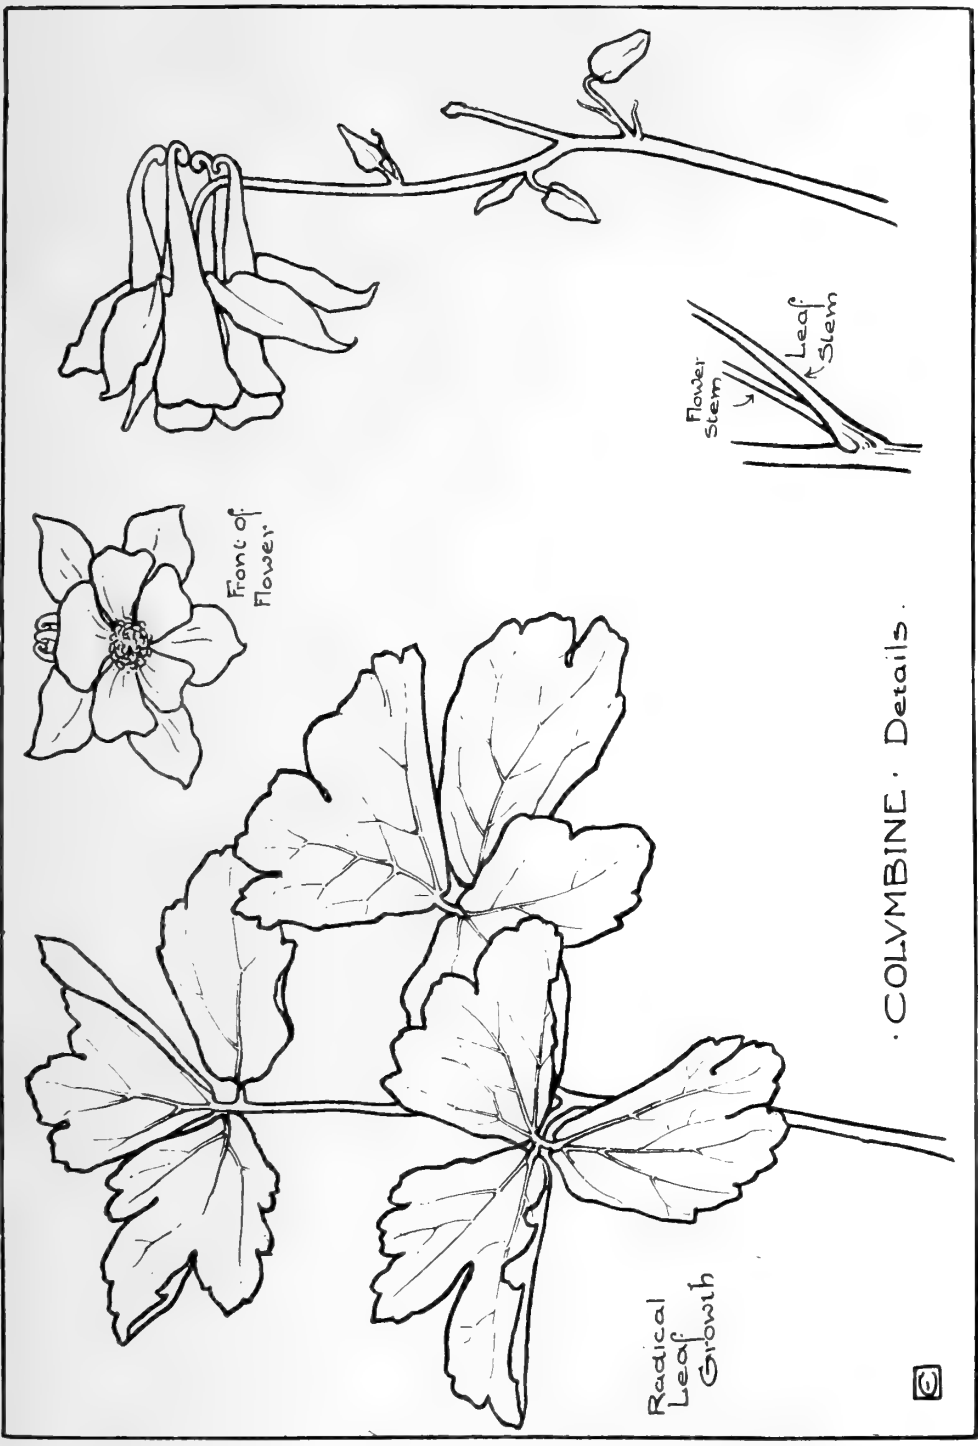 Radical
Leaf
Growth
Front of
Flower
Flower
Stem
Leaf
Stem
·COLVMBINE· Details·